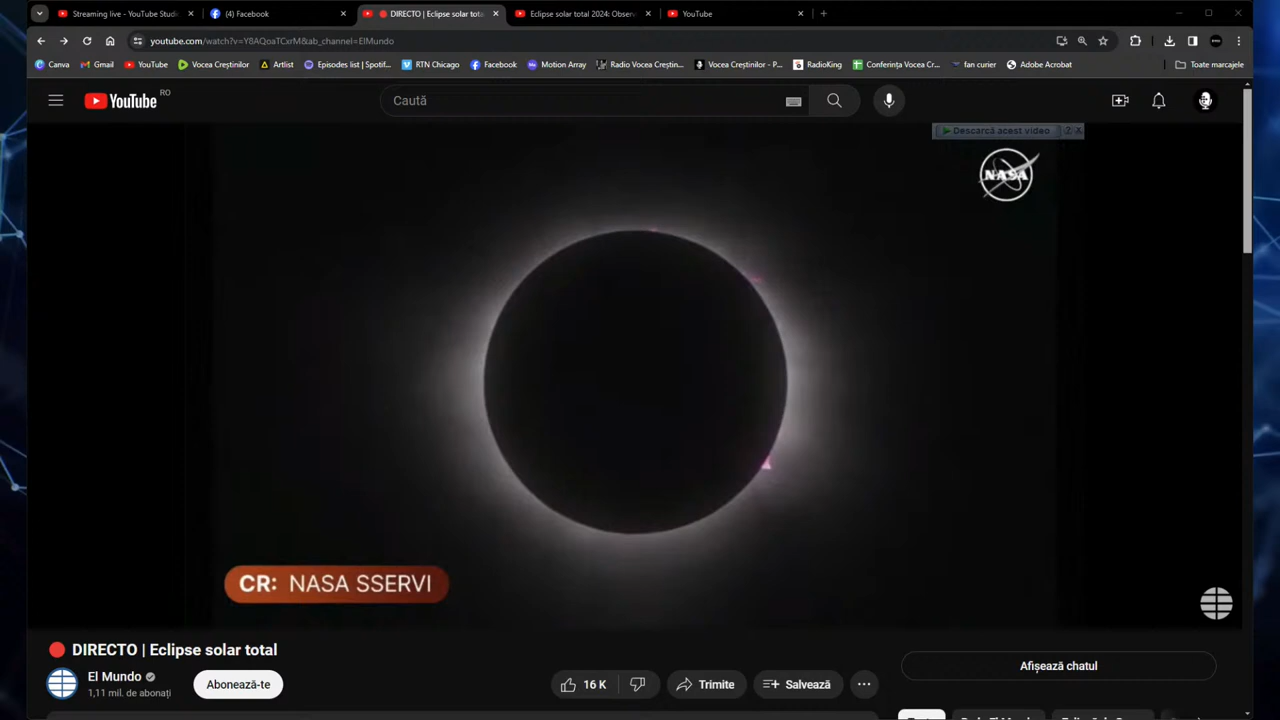 Streaming live - YouTube Stud
(4) Facebook
DIRECTO | Eclipse solar tota
Eclipse solar total 2024: Obser
YouTube
youtube.com/watch?v=Y8AQoaTCxrM&ab_channel=ElMundo
Canva
Gmail
YouTube
Vocea Creștinilor
Artlist
Episodes list | Spotif...
RTN Chicago
Facebook
Motion Array
Radio Vocea Creștin...
Vocea Creștinilor - P...
RadioKing
Conferința Vocea Cr...
fan curier
Adobe Acrobat
Toate marcajele
YouTube RO
Caută
Descarcă acest video ? X
NASA
CR: NASA SSERVI
DIRECTO | Eclipse solar total
El Mundo
1,11 mil. de abonați
Abonează-te
16 K
Trimite
Salvează
Afișează chatul